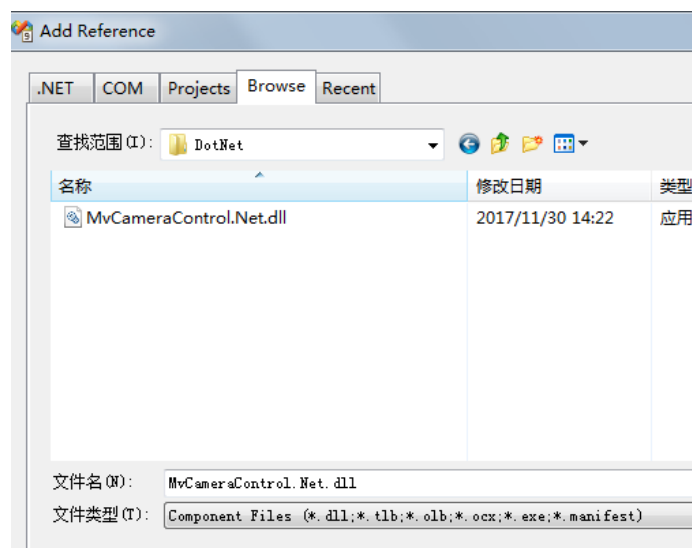 Add Reference
.NET COM Projects Browse Recent
查找范围(I): DotNet
名称 修改日期 类型
MvCameraControl.Net.dll 2017/11/30 14:22 应用
文件名(N): MvCameraControl.Net.dll
文件类型(T): Component Files (*.dll;*.tlb;*.olb;*.ocx;*.exe;*.manifest)